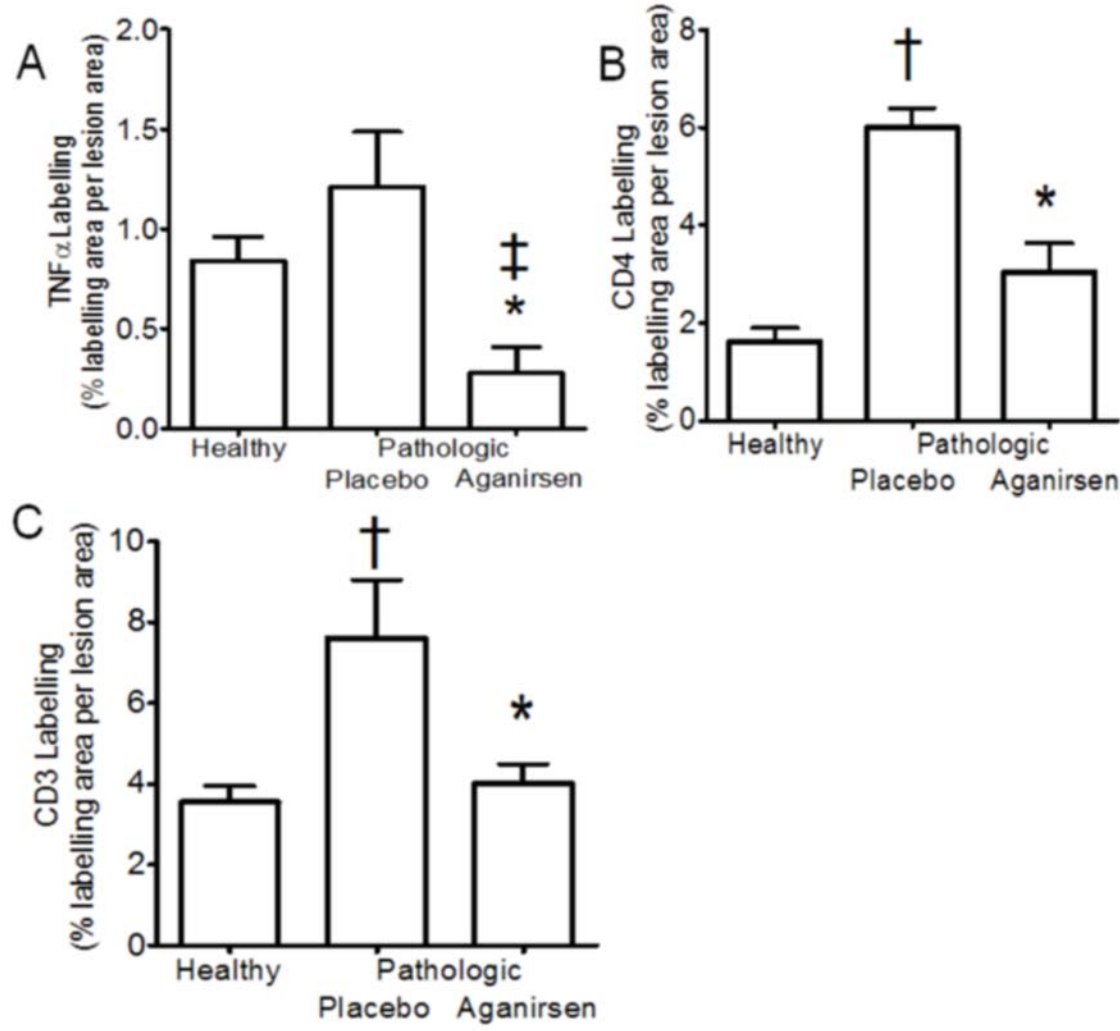 A
TNFα Labelling
(% labelling area per lesion area)
2.0
1.5
1.0
0.5
0.0
‡
*
Healthy
Pathologic
Placebo
Aganirsen
B
CD4 Labelling
(% labelling area per lesion area)
8
6
4
2
0
†
*
Healthy
Pathologic
Placebo
Aganirsen
C
CD3 Labelling
(% labelling area per lesion area)
10
8
6
4
2
0
†
*
Healthy
Pathologic
Placebo
Aganirsen